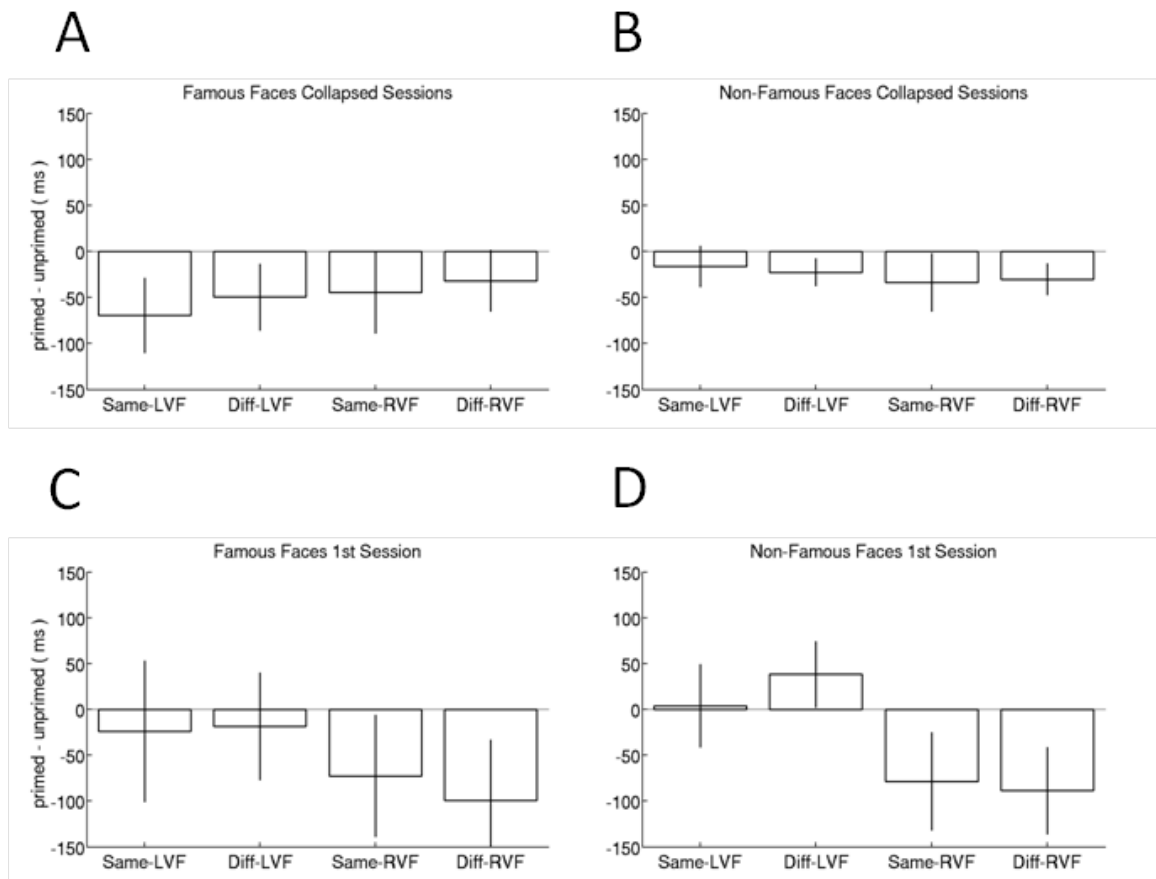 A
B
Famous Faces Collapsed Sessions
primed - unprimed ( ms )
150
100
50
0
-50
-100
-150
Same-LVF Diff-LVF Same-RVF Diff-RVF
Non-Famous Faces Collapsed Sessions
150
100
50
0
-50
-100
-150
Same-LVF Diff-LVF Same-RVF Diff-RVF
C
D
Famous Faces 1st Session
primed - unprimed ( ms )
150
100
50
0
-50
-100
-150
Same-LVF Diff-LVF Same-RVF Diff-RVF
Non-Famous Faces 1st Session
150
100
50
0
-50
-100
-150
Same-LVF Diff-LVF Same-RVF Diff-RVF